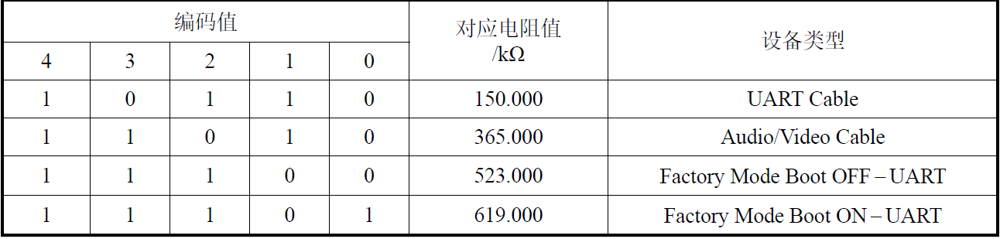 编码值 对应电阻值 设备类型
/kΩ
4 3 2 1 0
1 0 1 1 0 150.000 UART Cable
1 1 0 1 0 365.000 Audio/Video Cable
1 1 1 0 0 523.000 Factory Mode Boot OFF – UART
1 1 1 0 1 619.000 Factory Mode Boot ON – UART